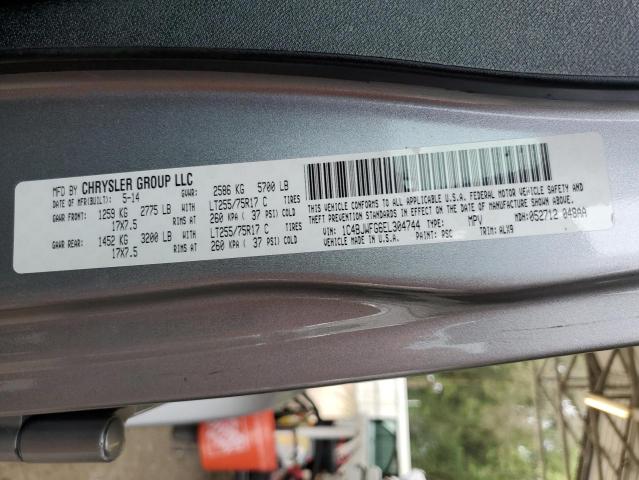 MFD BY CHRYSLER GROUP LLC
DATE OF MFR(BUILT): 5-14 GVWR: 2586 KG 5700 LB
GAWR FRONT: 1259 KG 2775 LB LT255/75R17 C TIRES
17X7.5 RIMS AT 260 KPA ( 37 PSI) COLD
GAWR REAR: 1452 KG 3200 LB LT255/75R17 C TIRES
17X7.5 RIMS AT 260 KPA ( 37 PSI) COLD
THIS VEHICLE CONFORMS TO ALL APPLICABLE U.S.A. FEDERAL MOTOR VEHICLE SAFETY AND
THEFT PREVENTION STANDARDS IN EFFECT ON THE DATE OF MANUFACTURE SHOWN ABOVE.
VIN: 1C4BJWFG6EL304744 TYPE: MPV MDH: 052712 049AA
VEHICLE MADE IN U.S.A. PAINT: PSC TRIM: ALX9